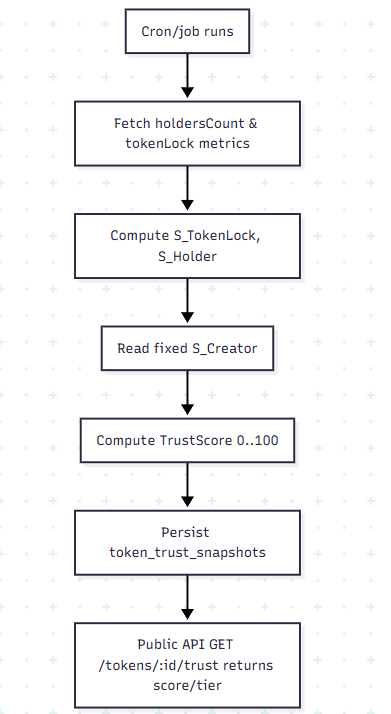 Cron/job runs
Fetch holdersCount &
tokenLock metrics
Compute S_TokenLock,
S_Holder
Read fixed S_Creator
Compute TrustScore 0..100
Persist
token_trust_snapshots
Public API GET
/tokens/:id/trust returns
score/tier